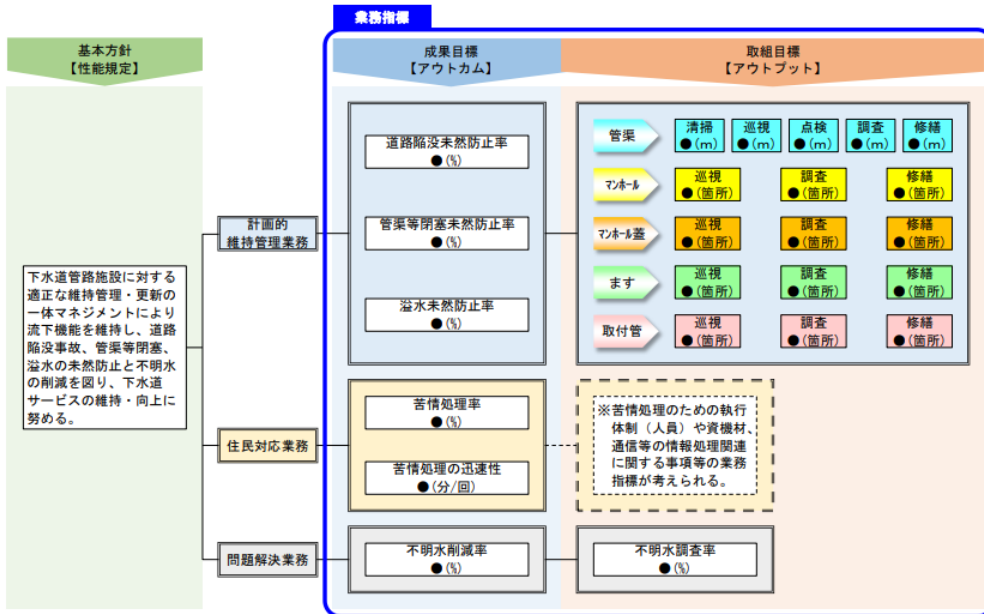 業務指標
基本方針
【性能規定】
成果目標
【アウトカム】
取組目標
【アウトプット】
下水道管路施設に対する
適正な維持管理・更新の
一体マネジメントにより
流下機能を維持し、道路
陥没事故、管渠等閉塞、
溢水の未然防止と不明水
の削減を図り、下水道
サービスの維持・向上に
努める。
計画的
維持管理業務
道路陥没未然防止率
●(%)
管渠等閉塞未然防止率
●(%)
溢水未然防止率
●(%)
管渠
清掃
●(m)
巡視
●(m)
点検
●(m)
調査
●(m)
修繕
●(m)
マンホール
巡視
●(箇所)
調査
●(箇所)
修繕
●(箇所)
マンホール蓋
巡視
●(箇所)
調査
●(箇所)
修繕
●(箇所)
ます
巡視
●(箇所)
調査
●(箇所)
修繕
●(箇所)
取付管
巡視
●(箇所)
調査
●(箇所)
修繕
●(箇所)
住民対応業務
苦情処理率
●(%)
苦情処理の迅速性
●(分/回)
※苦情処理のための執行
体制（人員）や資機材、
通信等の情報処理関連
に関する事項等の業務
指標が考えられる。
問題解決業務
不明水削減率
●(%)
不明水調査率
●(%)